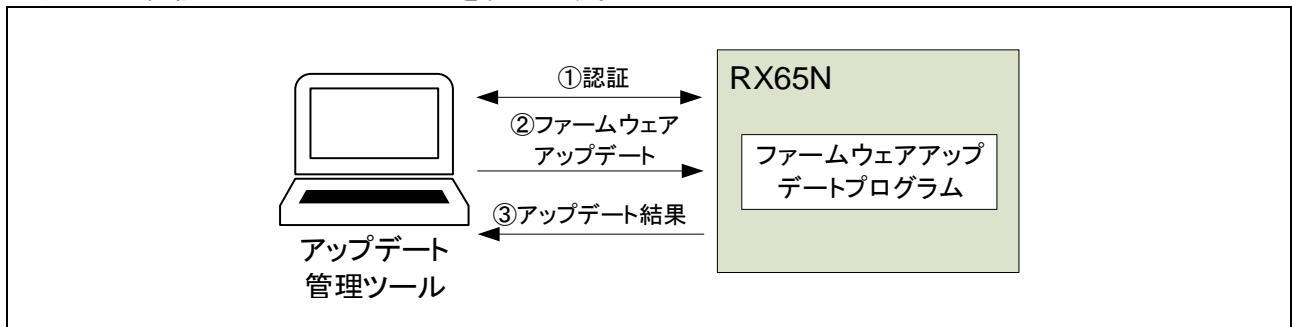 ①認証
②ファームウェア
アップデート
③アップデート結果
アップデート
管理ツール
RX65N
ファームウェアアップ
デートプログラム